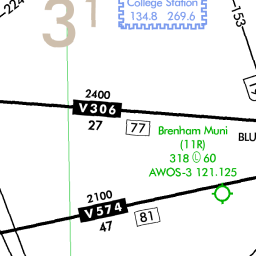 224
College Station
134.8 269.6
153
31
2400
V306
27
77
Brenham Muni
(11R)
318 60
AWOS-3 121.125
BLU
2100
V574
47
81